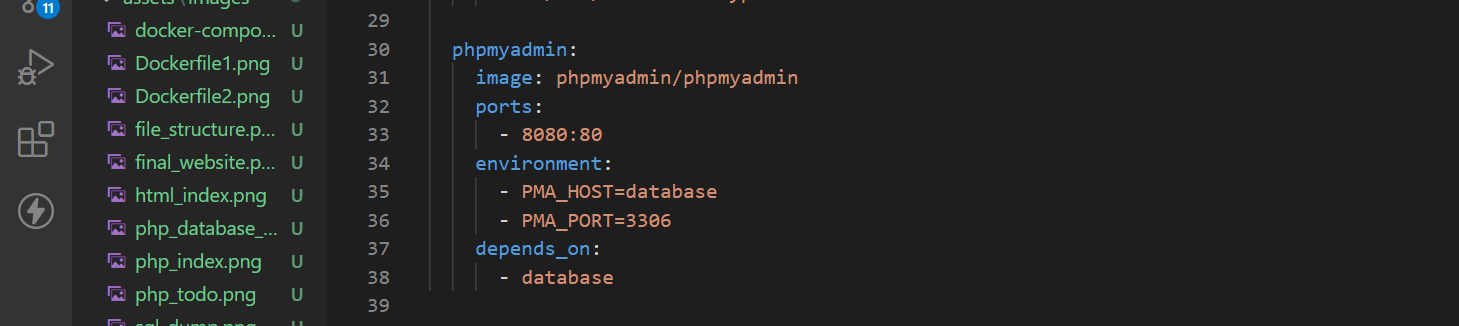 11
assets \images
docker-compo... U
Dockerfile1.png U
Dockerfile2.png U
file_structure.p... U
final_website.p... U
html_index.png U
php_database_... U
php_index.png U
php_todo.png U
sql_dump.png U
29
30 phpmyadmin:
31 image: phpmyadmin/phpmyadmin
32 ports:
33 - 8080:80
34 environment:
35 - PMA_HOST=database
36 - PMA_PORT=3306
37 depends_on:
38 - database
39